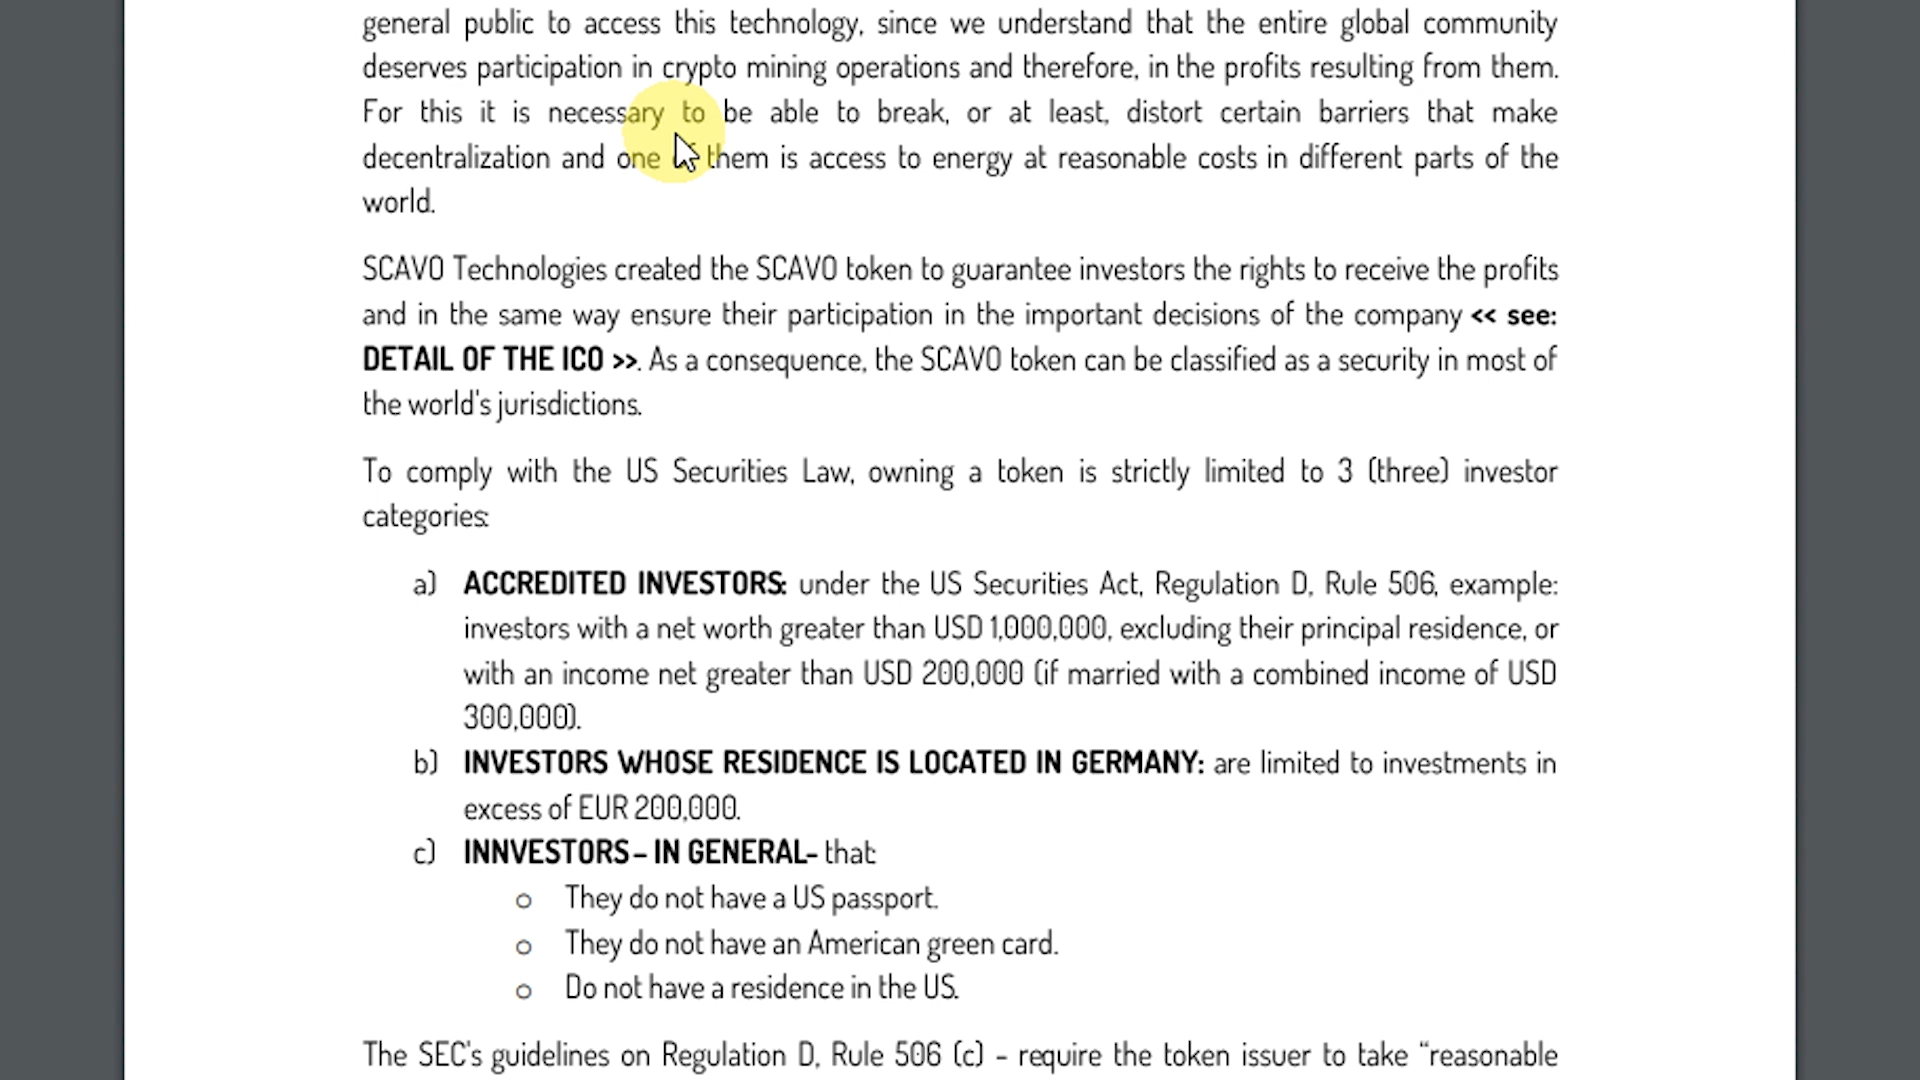 general public to access this technology, since we understand that the entire global community
deserves participation in crypto mining operations and therefore, in the profits resulting from them.
For this it is necessary to be able to break, or at least, distort certain barriers that make
decentralization and one of them is access to energy at reasonable costs in different parts of the
world.
SCAVO Technologies created the SCAVO token to guarantee investors the rights to receive the profits
and in the same way ensure their participation in the important decisions of the company << see:
DETAIL OF THE ICO >>. As a consequence, the SCAVO token can be classified as a security in most of
the world's jurisdictions.
To comply with the US Securities Law, owning a token is strictly limited to 3 (three) investor
categories:
a) ACCREDITED INVESTORS: under the US Securities Act, Regulation D, Rule 506, example:
investors with a net worth greater than USD 1,000,000, excluding their principal residence, or
with an income net greater than USD 200,000 (if married with a combined income of USD
300,000).
b) INVESTORS WHOSE RESIDENCE IS LOCATED IN GERMANY: are limited to investments in
excess of EUR 200,000.
c) INNVESTORS – IN GENERAL- that:
o They do not have a US passport.
o They do not have an American green card.
o Do not have a residence in the US.
The SEC's guidelines on Regulation D, Rule 506 (c) - require the token issuer to take "reasonable